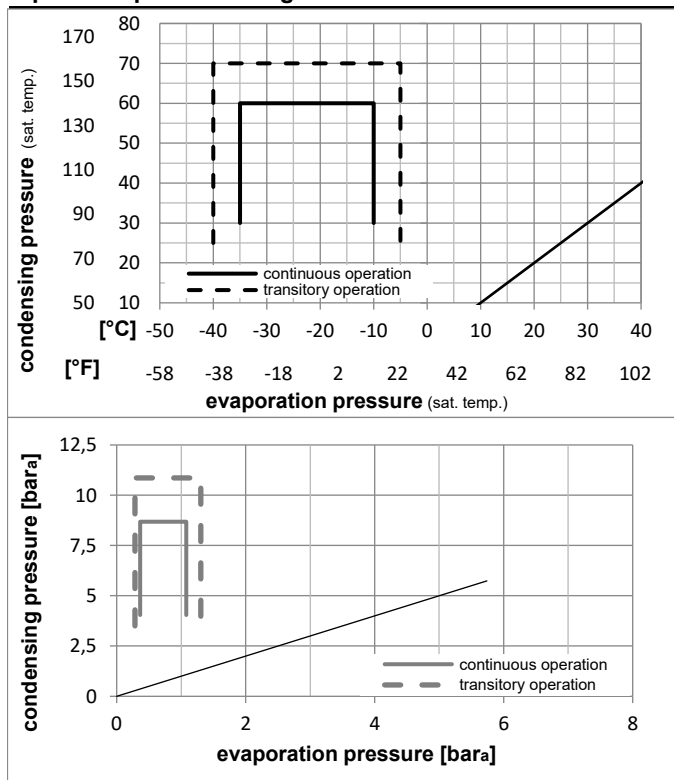 condensing pressure (sat. temp.)
170 80
150 70
130 60
50
110 40
90 30
70 20
50 10
continuous operation
transitory operation
[°C] -50 -40 -30 -20 -10 0 10 20 30 40
[°F] -58 -38 -18 2 22 42 62 82 102
evaporation pressure (sat. temp.)
condensing pressure [bara]
12,5
10
7,5
5
2,5
0
continuous operation
transitory operation
0 2 4 6 8
evaporation pressure [bara]